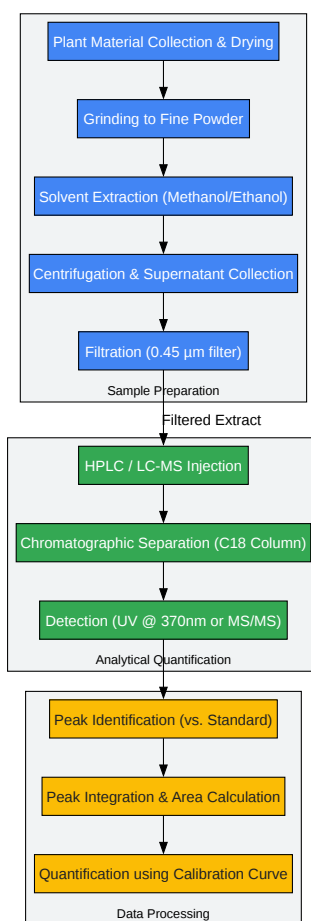 Plant Material Collection & Drying
Grinding to Fine Powder
Solvent Extraction (Methanol/Ethanol)
Centrifugation & Supernatant Collection
Filtration (0.45 µm filter)
Sample Preparation
Filtered Extract
HPLC / LC-MS Injection
Chromatographic Separation (C18 Column)
Detection (UV @ 370nm or MS/MS)
Analytical Quantification
Peak Identification (vs. Standard)
Peak Integration & Area Calculation
Quantification using Calibration Curve
Data Processing